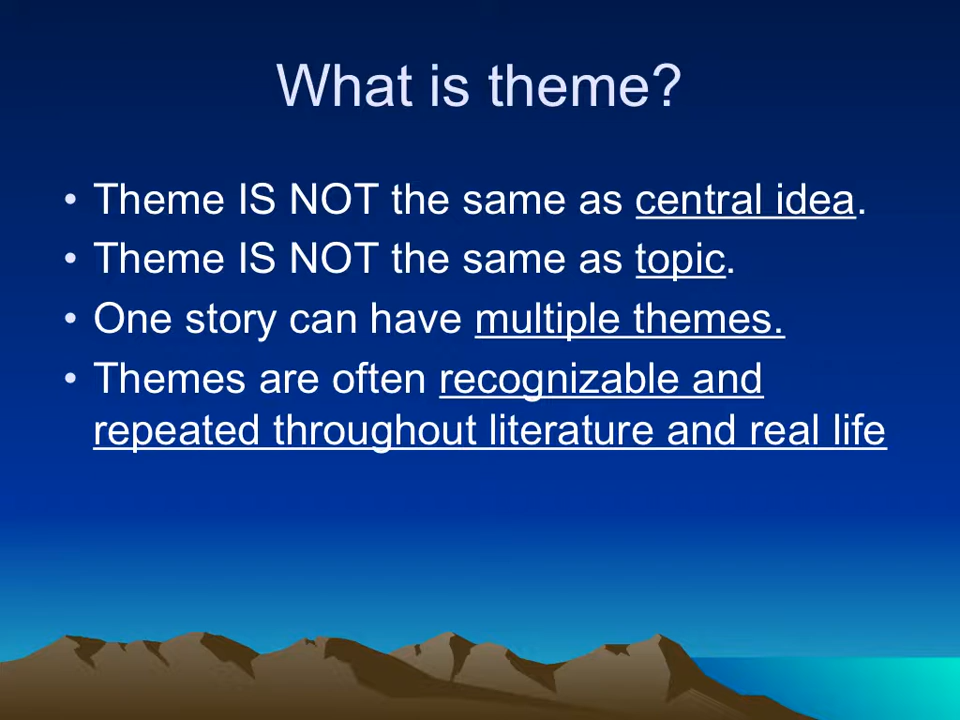 What is theme?
• Theme IS NOT the same as central idea.
• Theme IS NOT the same as topic.
• One story can have multiple themes.
• Themes are often recognizable and
repeated throughout literature and real life